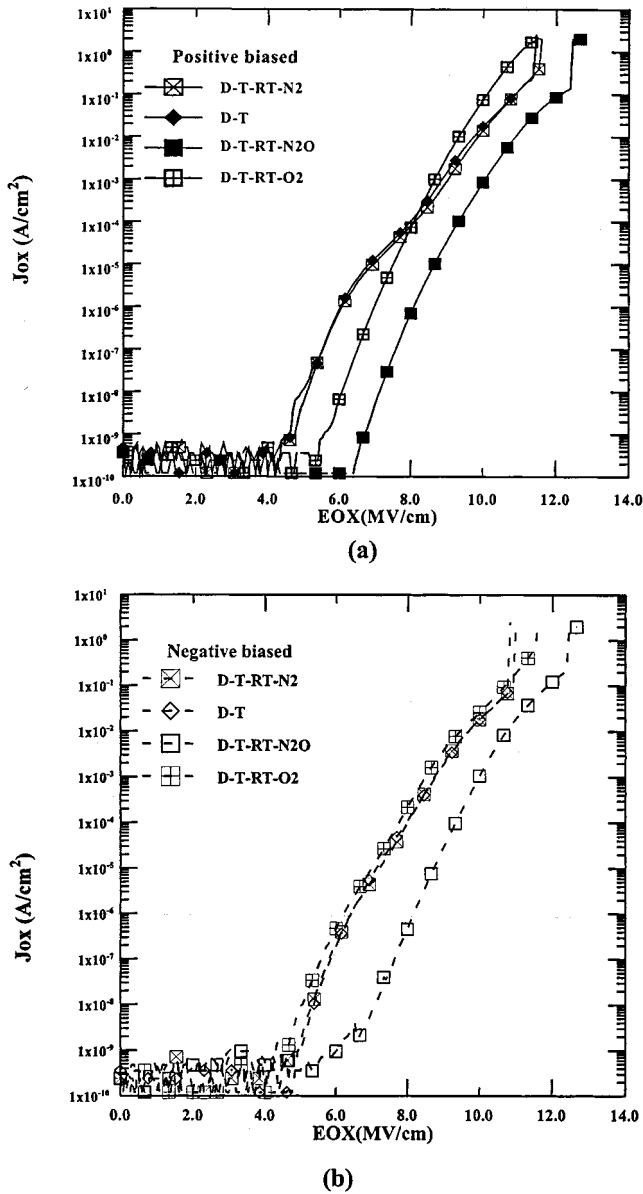 1x10¹
Positive biased
1x10⁰
D-T-RT-N2
1x10⁻¹
D-T
1x10⁻²
D-T-RT-N2O
1x10⁻³
D-T-RT-O2
1x10⁻⁴
Jox (A/cm²)
1x10⁻⁵
1x10⁻⁶
1x10⁻⁷
1x10⁻⁸
1x10⁻⁹
1x10⁻¹⁰
0.0 2.0 4.0 6.0 8.0 10.0 12.0 14.0
EOX(MV/cm)
(a)
1x10¹
1x10⁰
Negative biased
D-T-RT-N2
1x10⁻¹
D-T
1x10⁻²
D-T-RT-N2O
1x10⁻³
D-T-RT-O2
1x10⁻⁴
Jox (A/cm²)
1x10⁻⁵
1x10⁻⁶
1x10⁻⁷
1x10⁻⁸
1x10⁻⁹
1x10⁻¹⁰
0.0 2.0 4.0 6.0 8.0 10.0 12.0 14.0
EOX(MV/cm)
(b)